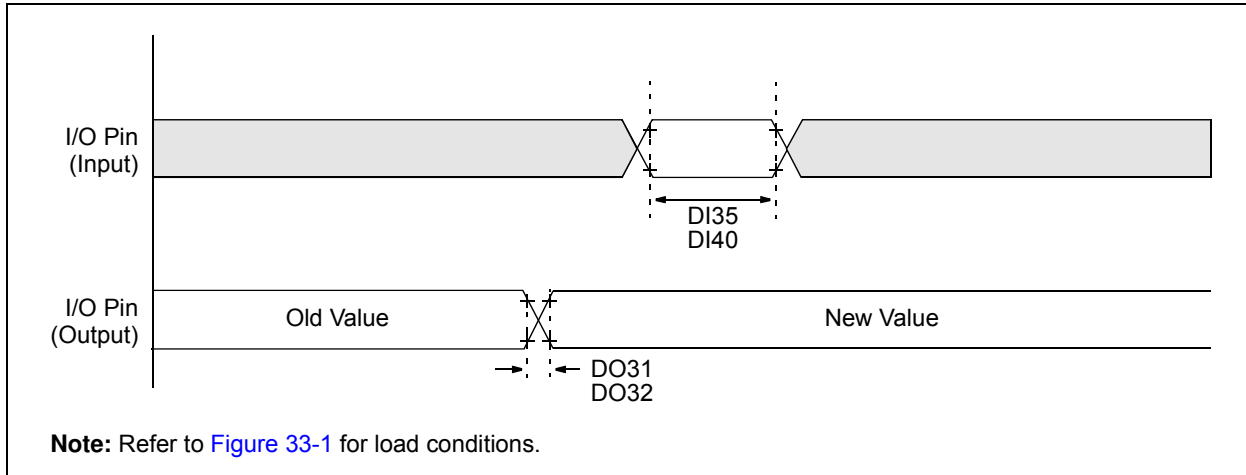 I/O Pin
(Input)
DI35
DI40
I/O Pin
(Output)
Old Value
New Value
DO31
DO32
Note: Refer to Figure 33-1 for load conditions.